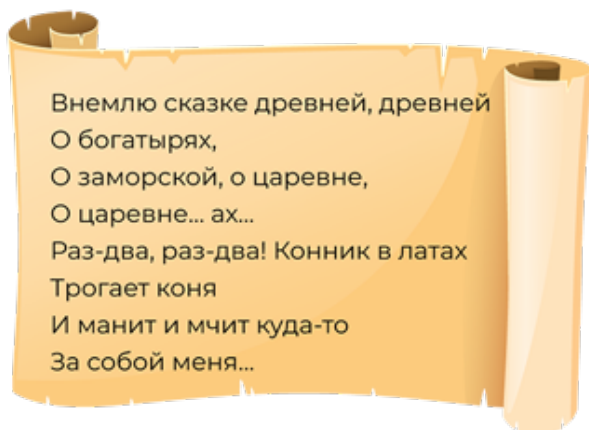 Внемлю сказке древней, древней
О богатырях,
О заморской, о царевне,
О царевне... ах...
Раз-два, раз-два! Конник в латах
Трогает коня
И манит и мчит куда-то
За собой меня...